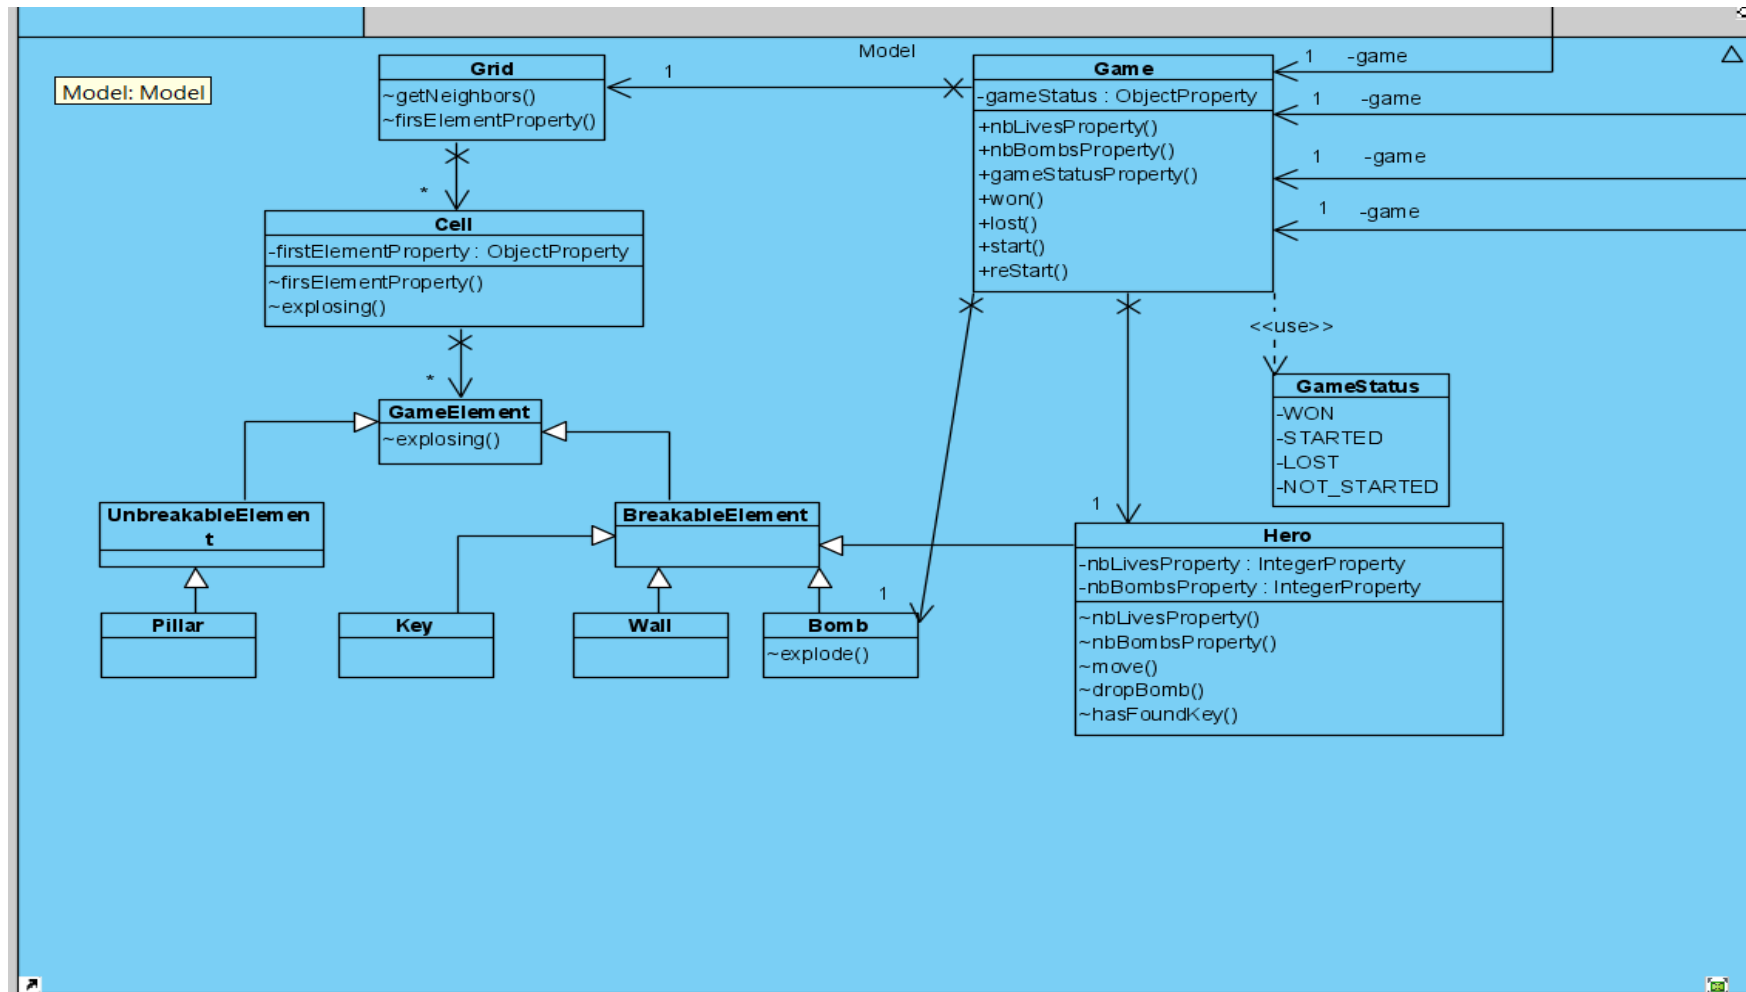 Model
Model: Model
Grid
~getNeighbors()
~firsElementProperty()
1
Game
-gameStatus : ObjectProperty
+nbLivesProperty()
+nbBombsProperty()
+gameStatusProperty()
+won()
+lost()
+start()
+reStart()
1 -game
1 -game
1 -game
1 -game
*
Cell
-firstElementProperty : ObjectProperty
~firsElementProperty()
~explosing()
*
<<use>>
GameStatus
-WON
-STARTED
-LOST
-NOT_STARTED
GameElement
~explosing()
UnbreakableElemen
t
BreakableElement
1
Hero
-nbLivesProperty : IntegerProperty
-nbBombsProperty : IntegerProperty
~nbLivesProperty()
~nbBombsProperty()
~move()
~dropBomb()
~hasFoundKey()
1
Pillar
Key
Wall
Bomb
~explode()